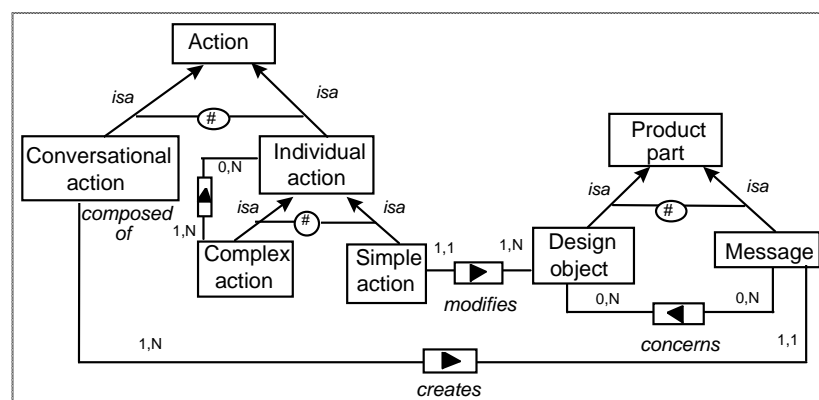 Action
isa
isa
#
Product
part
Conversational
action
0,N
Individual
action
composed
of
isa
#
isa
isa
#
isa
1,N
Complex
action
Simple
action
1,1
1,N
modifies
Design
object
Message
0,N
0,N
concerns
1,1
1,N
creates